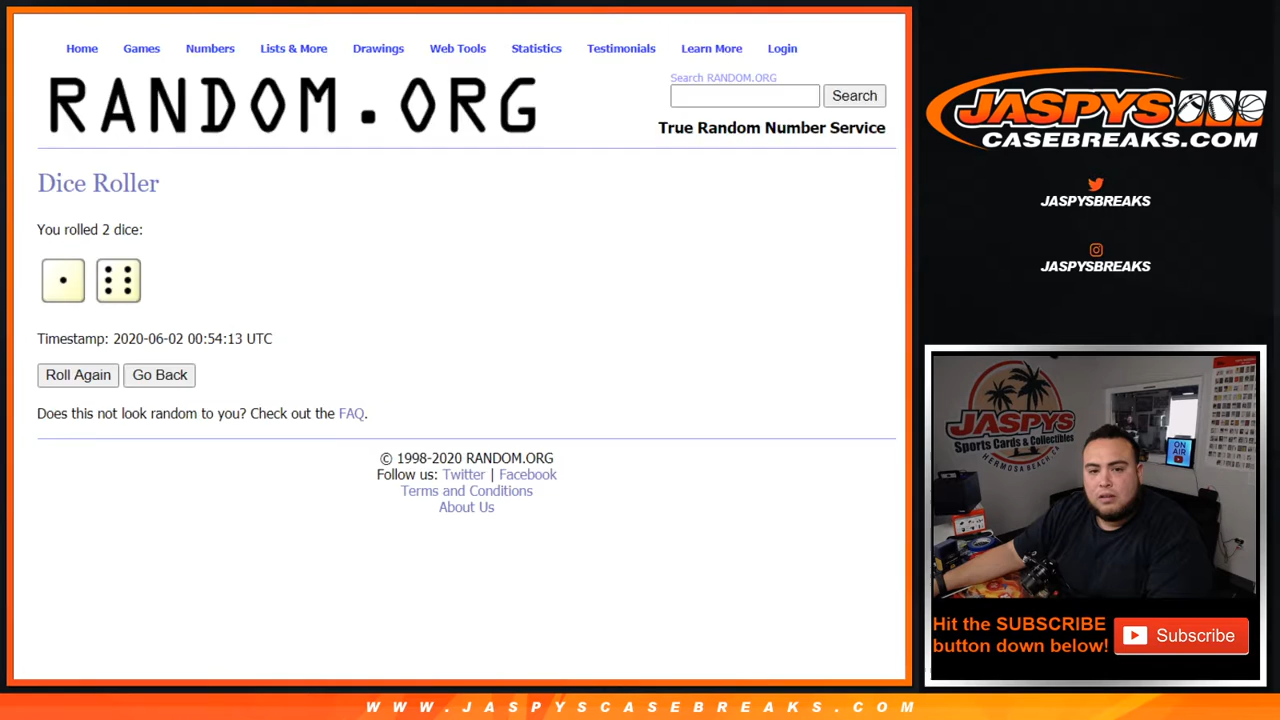 Home Games Numbers Lists & More Drawings Web Tools Statistics Testimonials Learn More Login
RANDOM.ORG
Search RANDOM.ORG
Search
True Random Number Service
Dice Roller
You rolled 2 dice:
Timestamp: 2020-06-02 00:54:13 UTC
Roll Again Go Back
Does this not look random to you? Check out the FAQ.
© 1998-2020 RANDOM.ORG
Follow us: Twitter | Facebook
Terms and Conditions
About Us
JASPYS
CASEBREAKS.COM
JASPYSBREAKS
JASPYSBREAKS
JASPYS
Sports Cards & Collectibles
HERMOSA BEACH, CA
ON
AIR
Hit the SUBSCRIBE
button down below!
Subscribe
WWW.JASPYSCASEBREAKS.COM